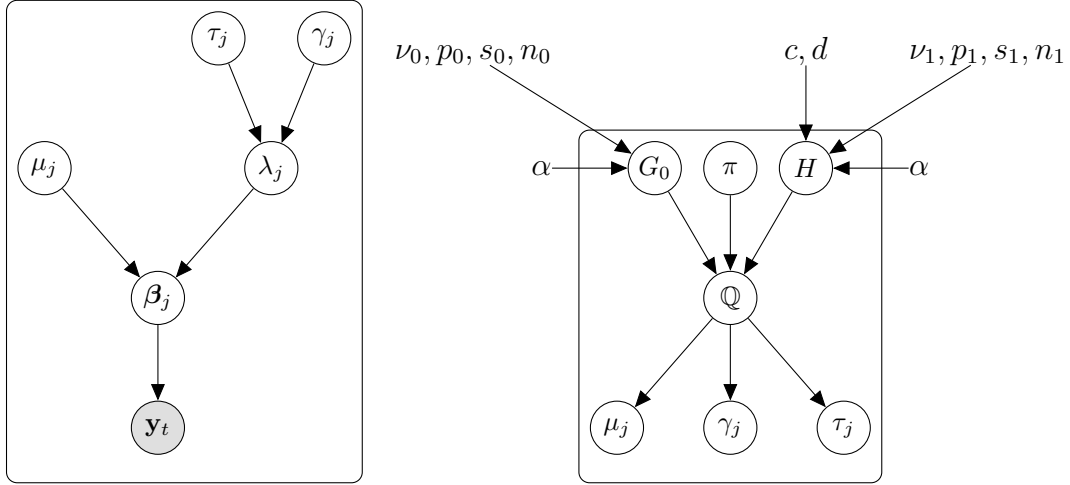 τ_j γ_j
μ_j λ_j
𝜷_j
𝐲_t
ν_0, p_0, s_0, n_0 c, d ν_1, p_1, s_1, n_1
α G_0 π H α
ℚ
μ_j γ_j τ_j